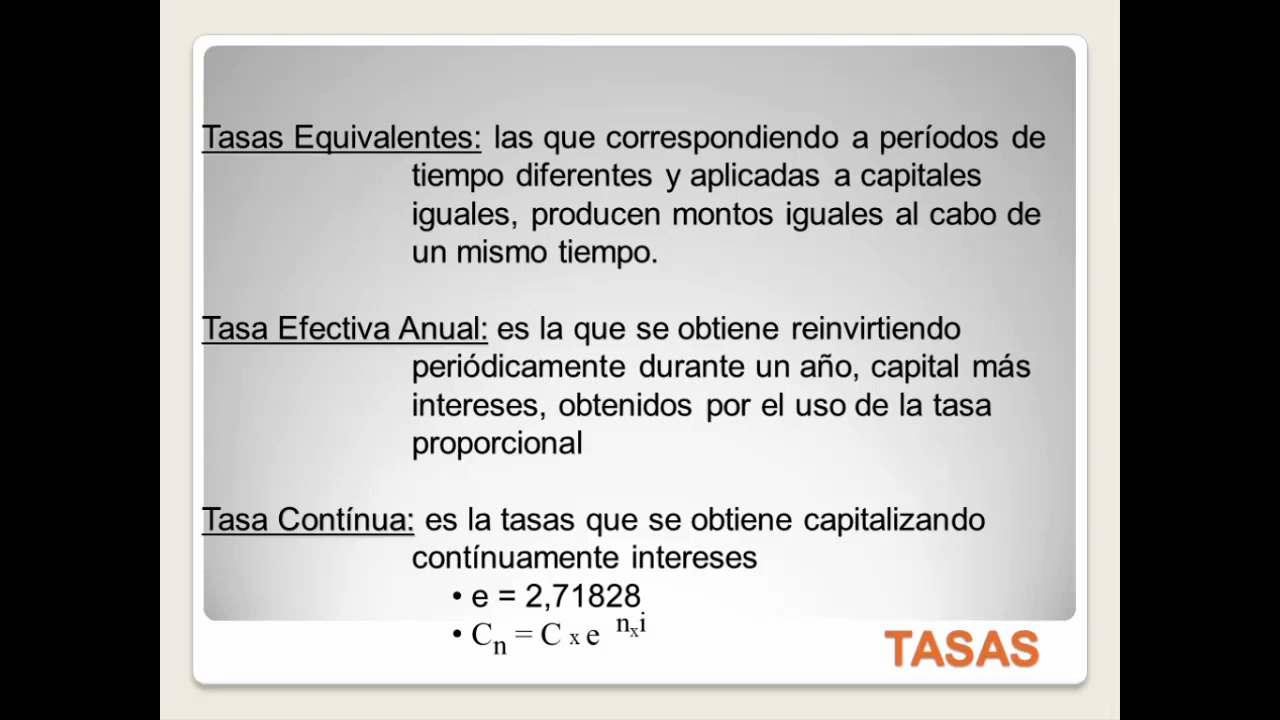 Tasas Equivalentes: las que correspondiendo a períodos de
tiempo diferentes y aplicadas a capitales
iguales, producen montos iguales al cabo de
un mismo tiempo.
Tasa Efectiva Anual: es la que se obtiene reinvirtiendo
periódicamente durante un año, capital más
intereses, obtenidos por el uso de la tasa
proporcional
Tasa Contínua: es la tasas que se obtiene capitalizando
contínuamente intereses
• e = 2,71828
• Cn = C x e nxi
TASAS